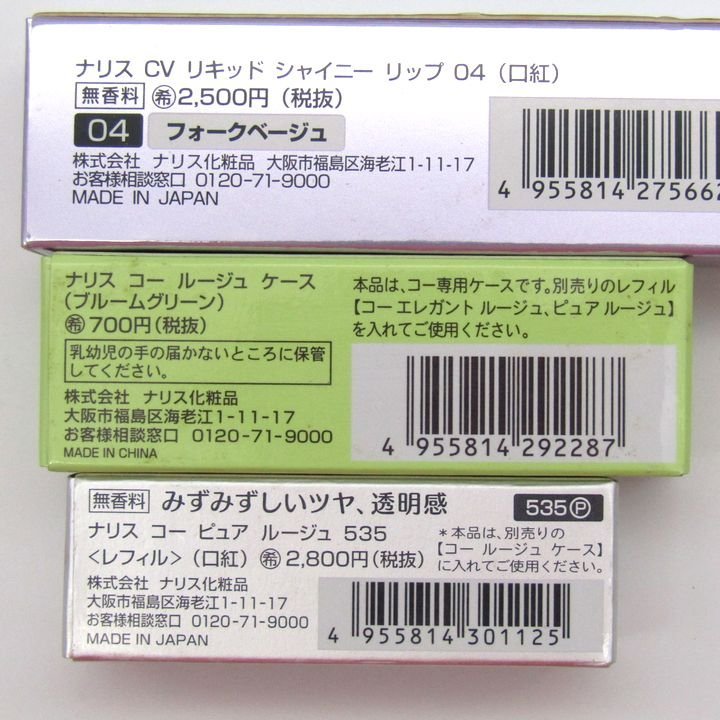 ナリス CV リキッド シャイニー リップ 04（口紅）
無香料 ㊒2,500円（税抜）
04 フォークベージュ
株式会社 ナリス化粧品 大阪市福島区海老江1-11-17
お客様相談窓口 0120-71-9000
MADE IN JAPAN
4 955814 27566
ナリス コー ルージュ ケース
（ブルームグリーン）
希700円（税抜）
乳幼児の手の届かないところに保管
してください。
株式会社 ナリス化粧品
大阪市福島区海老江1-11-17
お客様相談窓口 0120-71-9000
MADE IN CHINA
本品は、コー専用ケースです。別売りのレフィル
【コー エレガント ルージュ、ピュア ルージュ】
を入れてご使用ください。
4 955814 292287
無香料 みずみずしいツヤ、透明感
535Ⓟ
ナリス コー ピュア ルージュ 535
＜レフィル＞（口紅）希2,800円（税抜）
＊本品は、別売りの
【コー ルージュ ケース】
に入れてご使用ください。
株式会社 ナリス化粧品
大阪市福島区海老江1-11-17
お客様相談窓口 0120-71-9000
MADE IN JAPAN
4 955814 301125